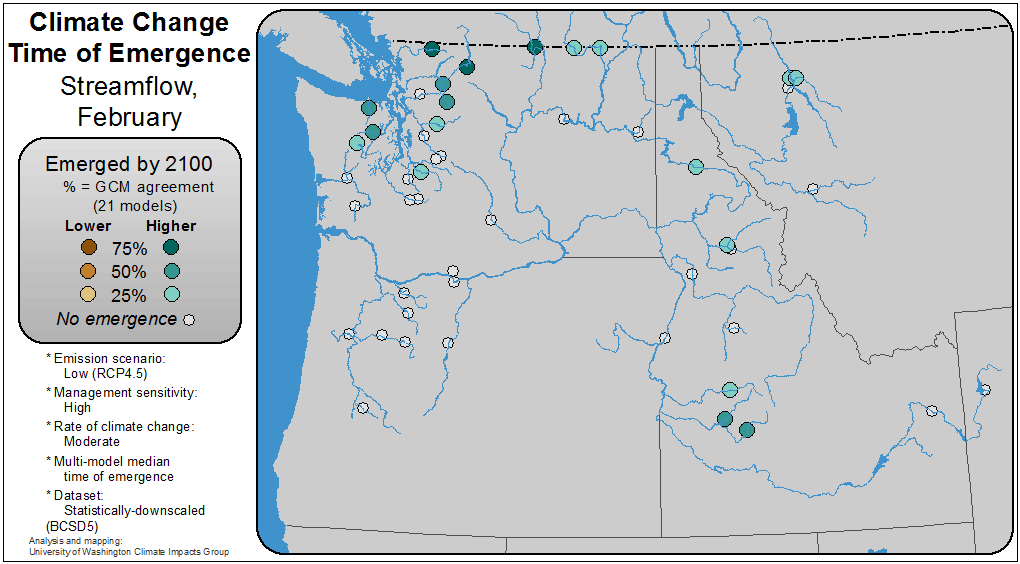 Climate Change
Time of Emergence
Streamflow,
February
Emerged by 2100
% = GCM agreement
(21 models)
Lower Higher
75%
50%
25%
No emergence
* Emission scenario:
Low (RCP4.5)
* Management sensitivity:
High
* Rate of climate change:
Moderate
* Multi-model median
time of emergence
* Dataset:
Statistically-downscaled
(BCSD5)
Analysis and mapping:
University of Washington Climate Impacts Group